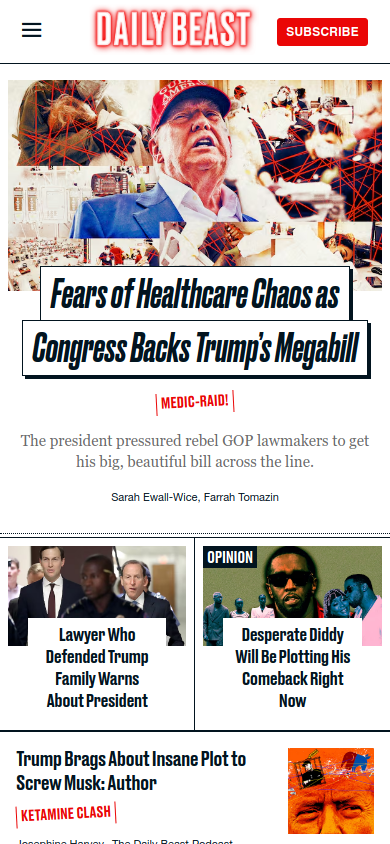 DAILY BEAST
SUBSCRIBE
Fears of Healthcare Chaos as
Congress Backs Trump's Megabill
MEDIC-RAID!
The president pressured rebel GOP lawmakers to get
his big, beautiful bill across the line.
Sarah Ewall-Wice, Farrah Tomazin
OPINION
Lawyer Who
Defended Trump
Family Warns
About President
Desperate Diddy
Will Be Plotting His
Comeback Right
Now
Trump Brags About Insane Plot to
Screw Musk: Author
KETAMINE CLASH
Josephine Harvey, The Daily Beast Podcast